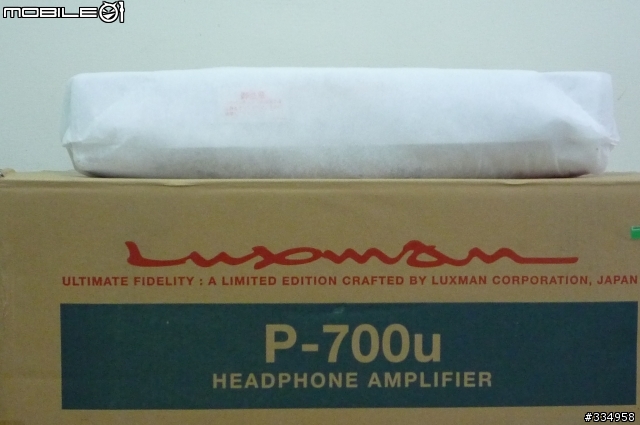 MOBILE01
Luxman
ULTIMATE FIDELITY : A LIMITED EDITION CRAFTED BY LUXMAN CORPORATION, JAPAN
P-700u
HEADPHONE AMPLIFIER
#334958